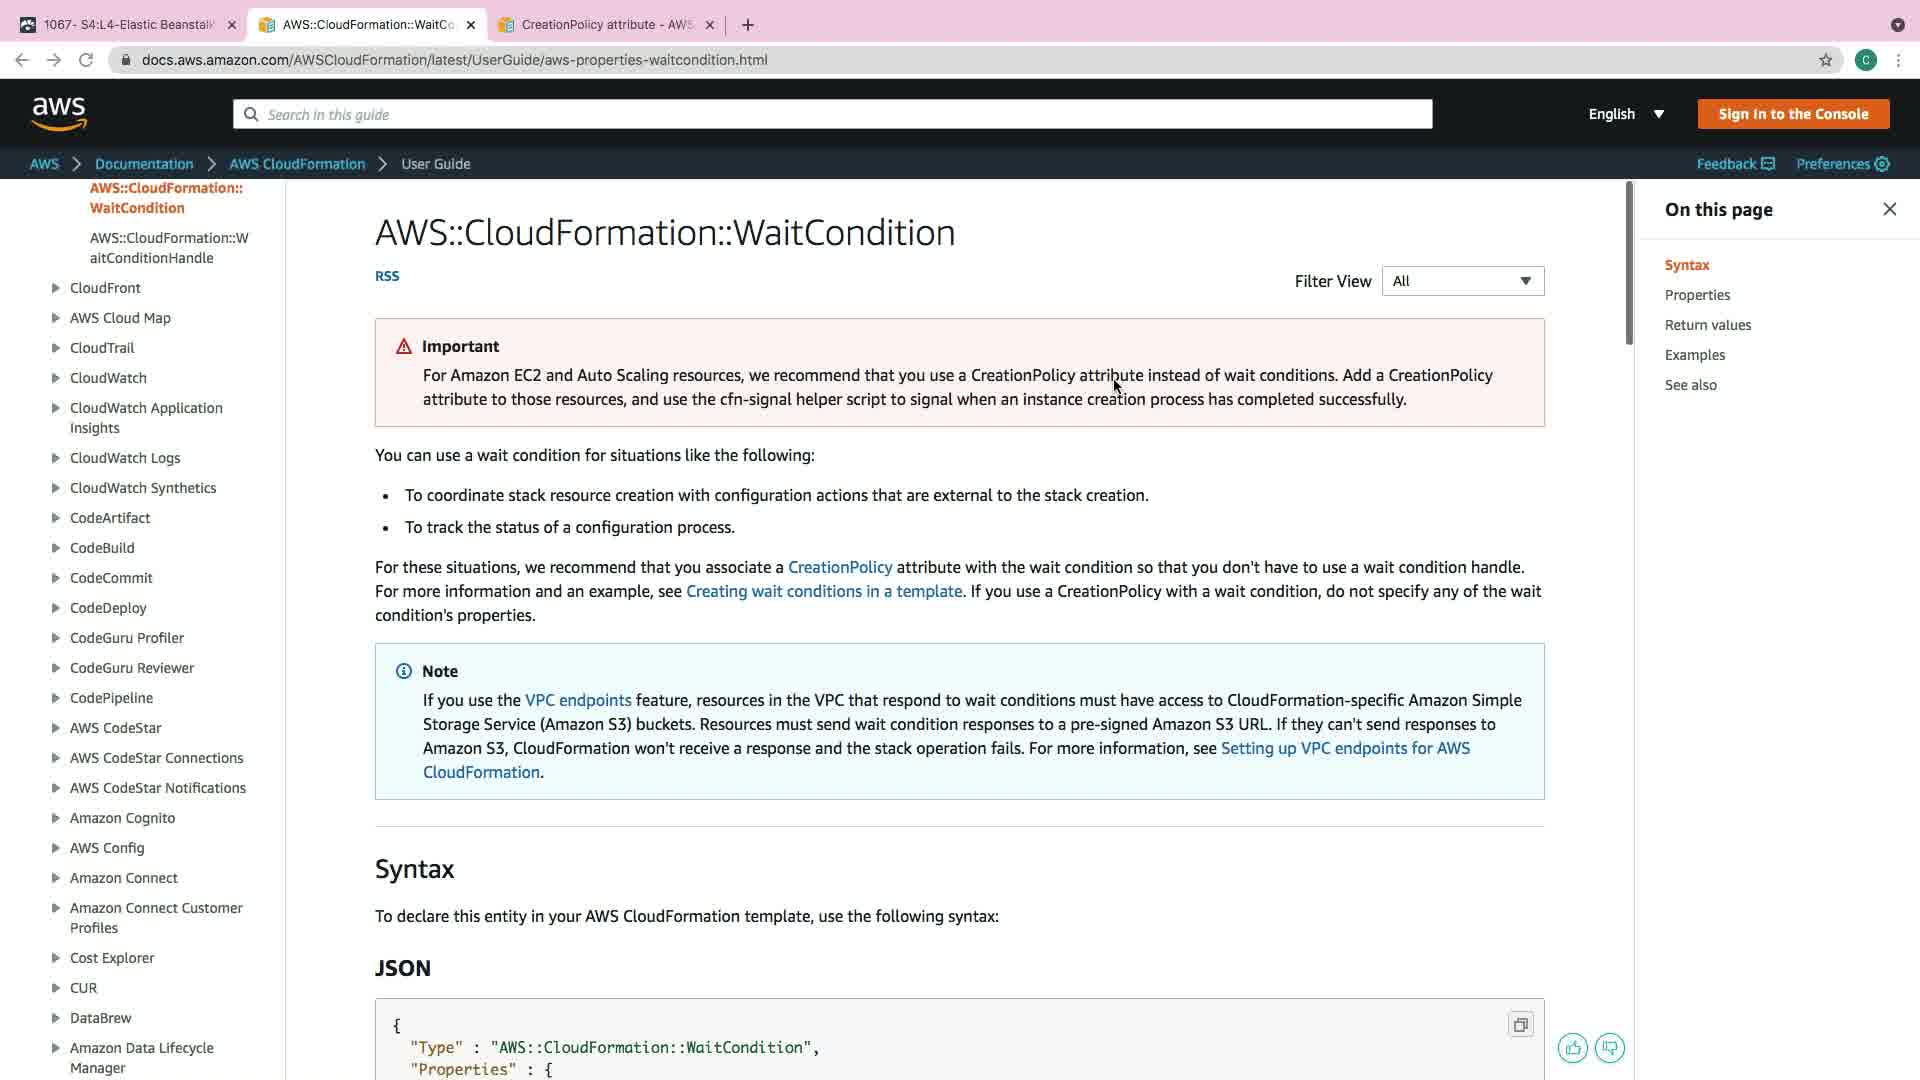 1067- S4:L4-Elastic Beanstalk
AWS::CloudFormation::WaitCo
CreationPolicy attribute - AWS
docs.aws.amazon.com/AWSCloudFormation/latest/UserGuide/aws-properties-waitcondition.html
C
aws
Search in this guide
English
Sign In to the Console
AWS
Documentation
AWS CloudFormation
User Guide
Feedback
Preferences
AWS::CloudFormation::
WaitCondition
AWS::CloudFormation::W
aitConditionHandle
CloudFront
AWS Cloud Map
CloudTrail
CloudWatch
CloudWatch Application
Insights
CloudWatch Logs
CloudWatch Synthetics
CodeArtifact
CodeBuild
CodeCommit
CodeDeploy
CodeGuru Profiler
CodeGuru Reviewer
CodePipeline
AWS CodeStar
AWS CodeStar Connections
AWS CodeStar Notifications
Amazon Cognito
AWS Config
Amazon Connect
Amazon Connect Customer
Profiles
Cost Explorer
CUR
DataBrew
Amazon Data Lifecycle
Manager
AWS::CloudFormation::WaitCondition
RSS
Filter View
All
Important
For Amazon EC2 and Auto Scaling resources, we recommend that you use a CreationPolicy attribute instead of wait conditions. Add a CreationPolicy
attribute to those resources, and use the cfn-signal helper script to signal when an instance creation process has completed successfully.
You can use a wait condition for situations like the following:
• To coordinate stack resource creation with configuration actions that are external to the stack creation.
• To track the status of a configuration process.
For these situations, we recommend that you associate a CreationPolicy attribute with the wait condition so that you don't have to use a wait condition handle.
For more information and an example, see Creating wait conditions in a template. If you use a CreationPolicy with a wait condition, do not specify any of the wait
condition's properties.
Note
If you use the VPC endpoints feature, resources in the VPC that respond to wait conditions must have access to CloudFormation-specific Amazon Simple
Storage Service (Amazon S3) buckets. Resources must send wait condition responses to a pre-signed Amazon S3 URL. If they can't send responses to
Amazon S3, CloudFormation won't receive a response and the stack operation fails. For more information, see Setting up VPC endpoints for AWS
CloudFormation.
Syntax
To declare this entity in your AWS CloudFormation template, use the following syntax:
JSON
{
"Type" : "AWS::CloudFormation::WaitCondition",
"Properties" : {
On this page
Syntax
Properties
Return values
Examples
See also